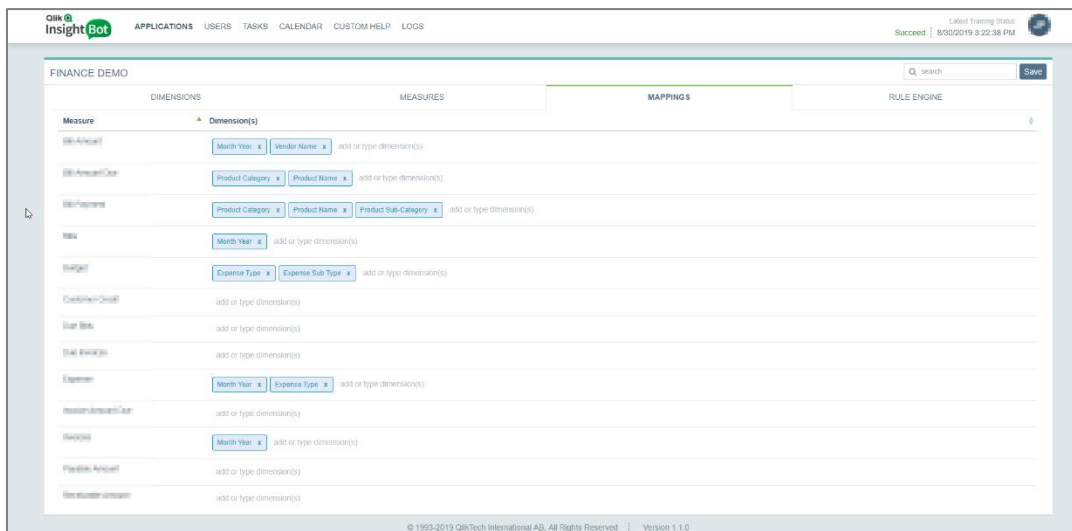 Qlik Q
Insight Bot
APPLICATIONS USERS TASKS CALENDAR CUSTOM HELP LOGS
Latest Training Status
Succeed | 8/30/2019 3:22:38 PM
FINANCE DEMO
search Save
DIMENSIONS MEASURES MAPPINGS RULE ENGINE
Measure Dimension(s)
Month Year x Vendor Name x add or type dimension(s)
Product Category x Product Name x add or type dimension(s)
Product Category x Product Name x Product Sub-Category x add or type dimension(s)
Month Year x add or type dimension(s)
Expense Type x Expense Sub Type x add or type dimension(s)
add or type dimension(s)
add or type dimension(s)
add or type dimension(s)
Month Year x Expense Type x add or type dimension(s)
add or type dimension(s)
Month Year x add or type dimension(s)
add or type dimension(s)
add or type dimension(s)
© 1993-2019 QlikTech International AB, All Rights Reserved | Version 1.1.0